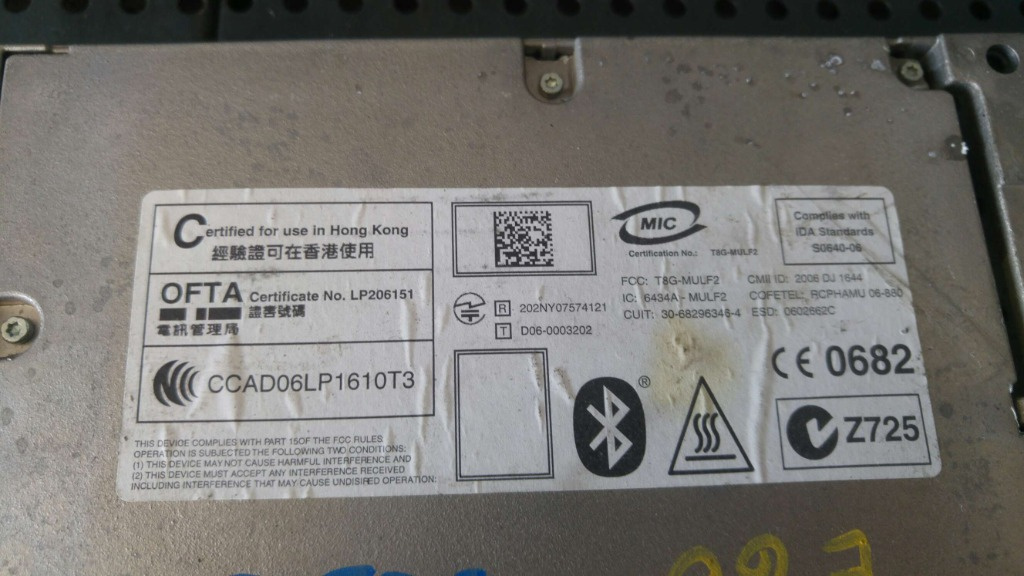 Certified for use in Hong Kong
經驗證可在香港使用
OFTA Certificate No. LP206151
電訊管理局 證書號碼
CCAD06LP1610T3
THIS DEVICE COMPLIES WITH PART 15OF THE FCC RULES
OPERATION IS SUBJECTED THE FOLLOWING TWO CONDITIONS:
(1) THIS DEVICE MAY NOT CAUSE HARMFUL INTERFERENCE AND
(2) THIS DEVICE MUST ACCEPT ANY INTERFERENCE RECEIVED
INCLUDING INTERFERENCE THAT MAY CAUSE UNDISIRED OPERATION:
R 202NY07574121
T D06-0003202
MIC
Certification No.: T8G-MULF2
Complies with
IDA Standards
S0640-06
FCC: T8G-MULF2 CMII ID: 2006 DJ 1644
IC: 6434A-MULF2 COFETEL: RCPHAMU 06-880
CUIT: 30-68296346-4 ESD: 0602662C
®
CE 0682
Z725